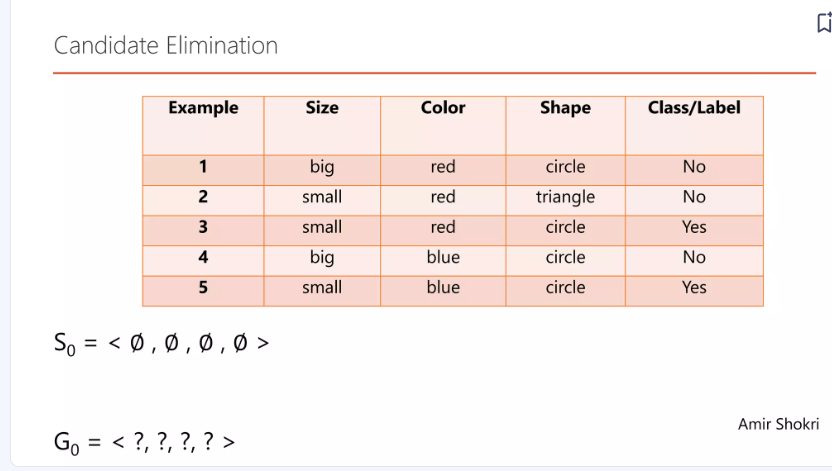 Candidate Elimination
Example Size Color Shape Class/Label
1 big red circle No
2 small red triangle No
3 small red circle Yes
4 big blue circle No
5 small blue circle Yes
S₀ = < ∅ , ∅ , ∅ , ∅ >
Amir Shokri
G₀ = < ?, ?, ?, ? >